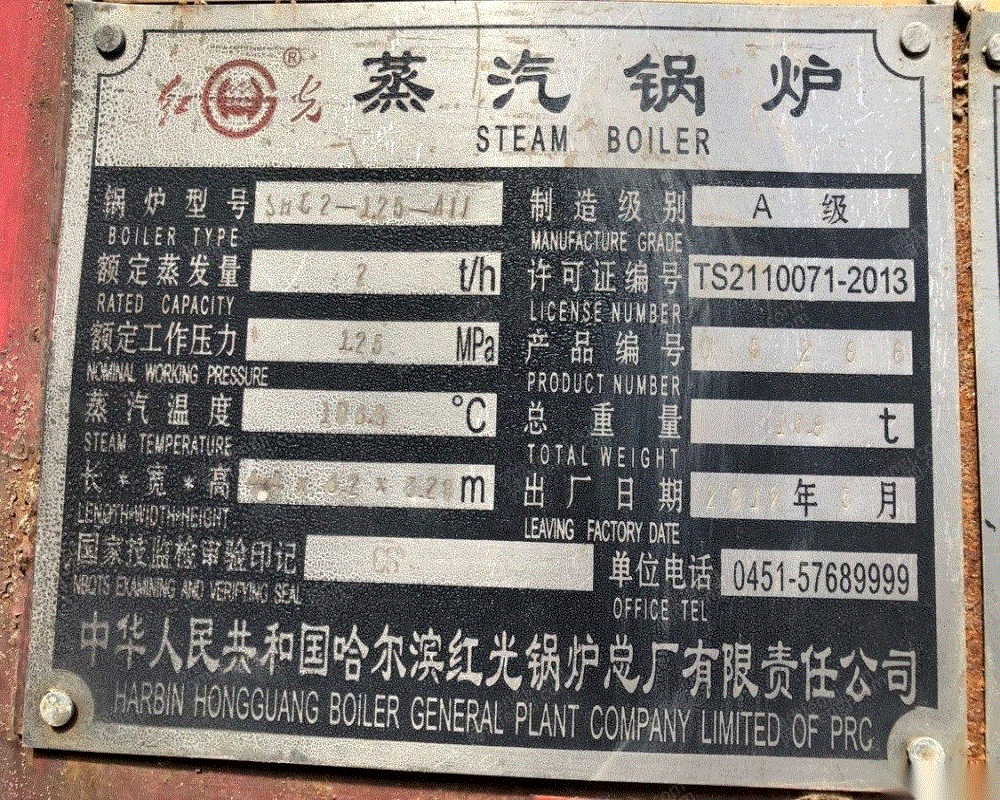 红 ® 光 蒸汽锅炉
STEAM BOILER
锅炉型号
BOILER TYPE
额定蒸发量 2 t/h
RATED CAPACITY
额定工作压力 1.25 MPa
NOMINAL WORKING PRESSURE
蒸汽温度 °C
STEAM TEMPERATURE
长*宽*高 m
LENGTH*WIDTH*HEIGHT
国家技监检审验印记 CS
NBOTS EXAMINING AND VERIFYING SEAL
制造级别 A 级
MANUFACTURE GRADE
许可证编号 TS2110071-2013
LICENSE NUMBER
产品编号
PRODUCT NUMBER
总重量 t
TOTAL WEIGHT
出厂日期 年 月
LEAVING FACTORY DATE
单位电话 0451-57689999
OFFICE TEL
中华人民共和国哈尔滨红光锅炉总厂有限责任公司
HARBIN HONGGUANG BOILER GENERAL PLANT COMPANY LIMITED OF PRC